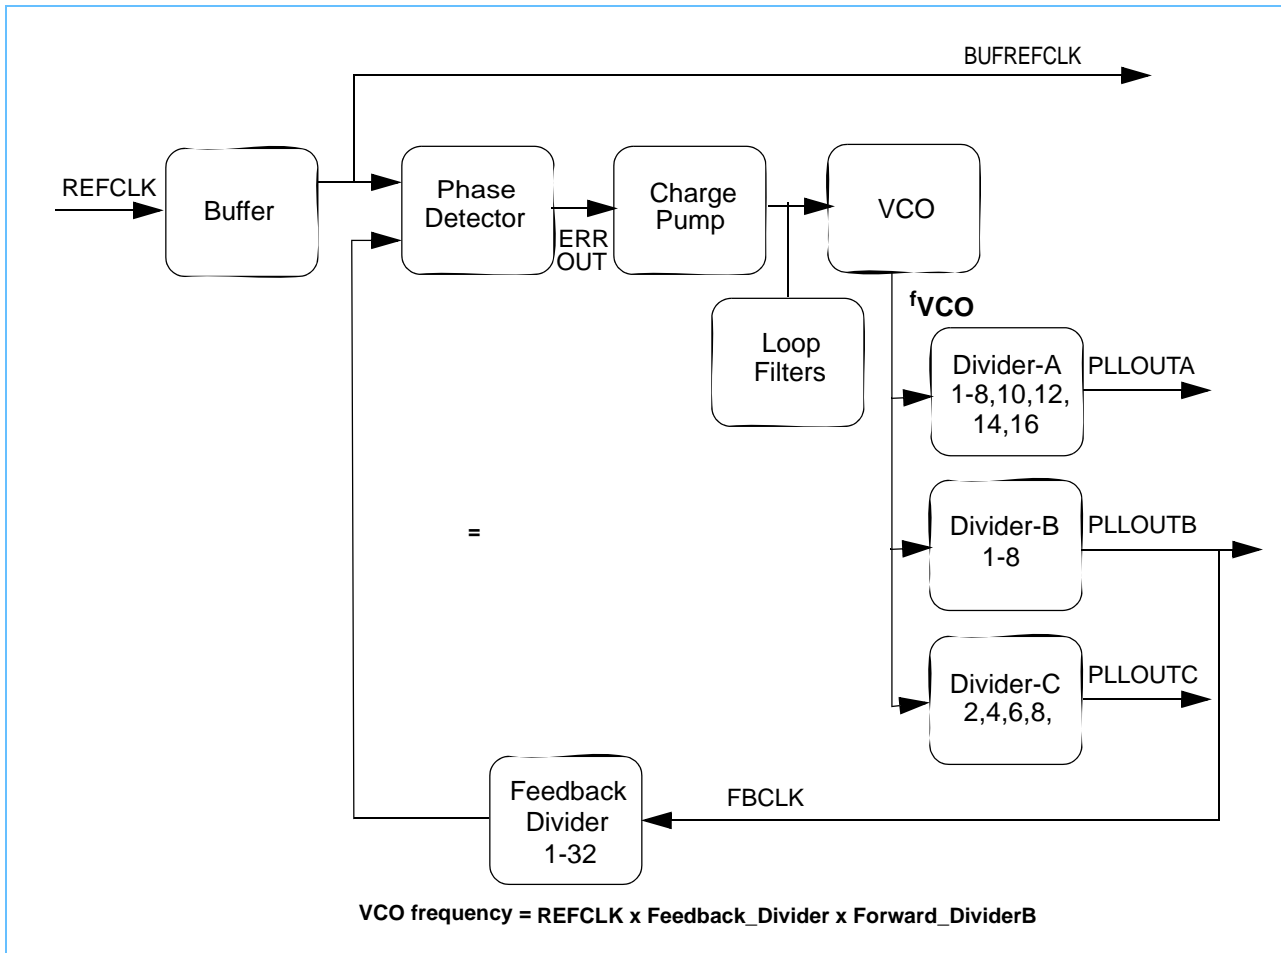 BUFREFCLK
REFCLK
Buffer
Phase
Detector
ERR
OUT
Charge
Pump
VCO
fVCO
Loop
Filters
Divider-A
1-8,10,12,
14,16
PLLOUTA
=
Divider-B
1-8
PLLOUTB
Divider-C
2,4,6,8,
PLLOUTC
Feedback
Divider
1-32
FBCLK
VCO frequency = REFCLK x Feedback_Divider x Forward_DividerB